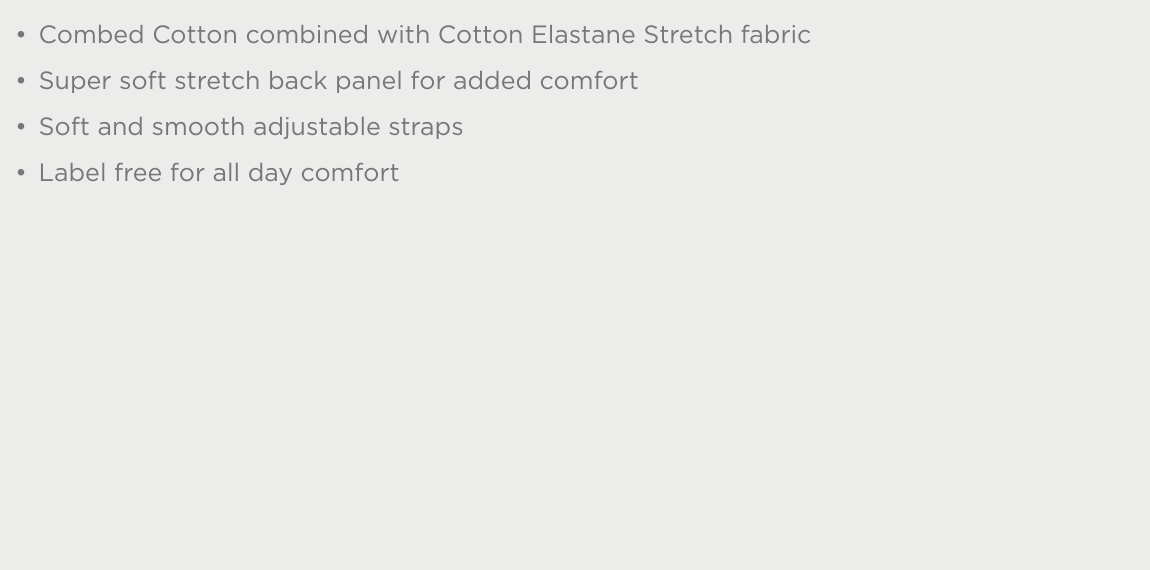 • Combed Cotton combined with Cotton Elastane Stretch fabric
• Super soft stretch back panel for added comfort
• Soft and smooth adjustable straps
• Label free for all day comfort